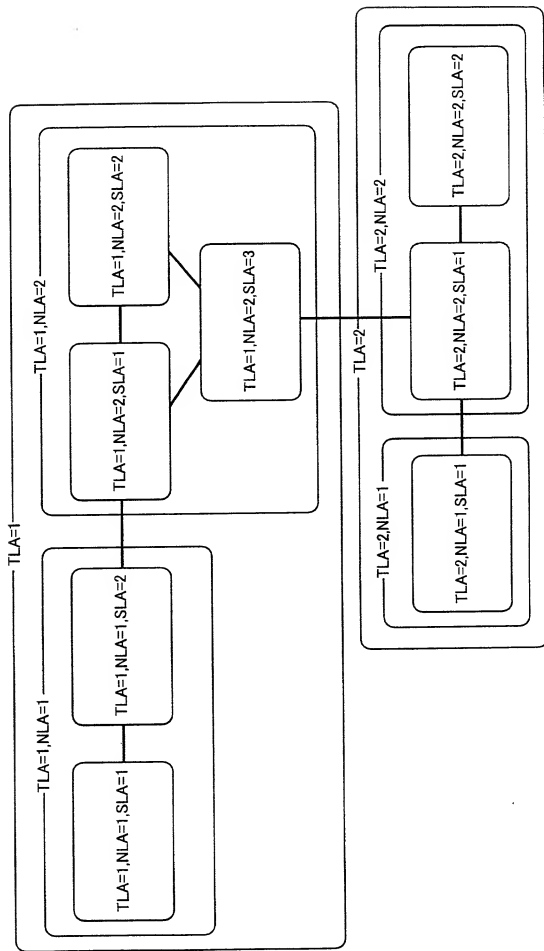 TLA=1
TLA=1,NLA=1
TLA=1,NLA=1,SLA=1
TLA=1,NLA=1,SLA=2
TLA=1,NLA=2
TLA=1,NLA=2,SLA=1
TLA=1,NLA=2,SLA=2
TLA=1,NLA=2,SLA=3
TLA=2
TLA=2,NLA=1
TLA=2,NLA=1,SLA=1
TLA=2,NLA=2
TLA=2,NLA=2,SLA=1
TLA=2,NLA=2,SLA=2